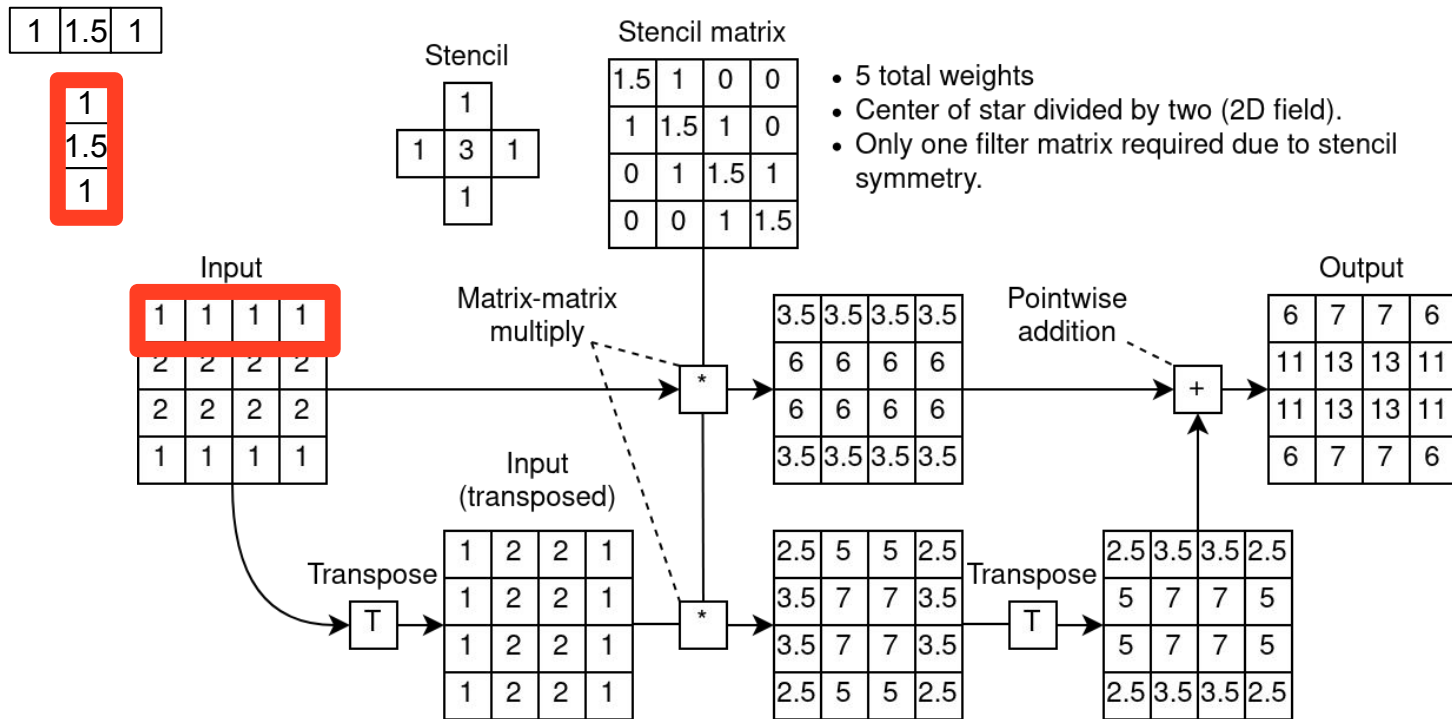 1 1.5 1
1
1.5
1
Stencil
1
1 3 1
1
Stencil matrix
1.5 1 0 0
1 1.5 1 0
0 1 1.5 1
0 0 1 1.5
• 5 total weights
• Center of star divided by two (2D field).
• Only one filter matrix required due to stencil
symmetry.
Input
1 1 1 1
2 2 2 2
2 2 2 2
1 1 1 1
Matrix-matrix
multiply
*
3.5 3.5 3.5 3.5
6 6 6 6
6 6 6 6
3.5 3.5 3.5 3.5
Pointwise
addition
+
Output
6 7 7 6
11 13 13 11
11 13 13 11
6 7 7 6
Transpose
T
Input
(transposed)
1 2 2 1
1 2 2 1
1 2 2 1
1 2 2 1
*
2.5 5 5 2.5
3.5 7 7 3.5
3.5 7 7 3.5
2.5 5 5 2.5
Transpose
T
2.5 3.5 3.5 2.5
5 7 7 5
5 7 7 5
2.5 3.5 3.5 2.5